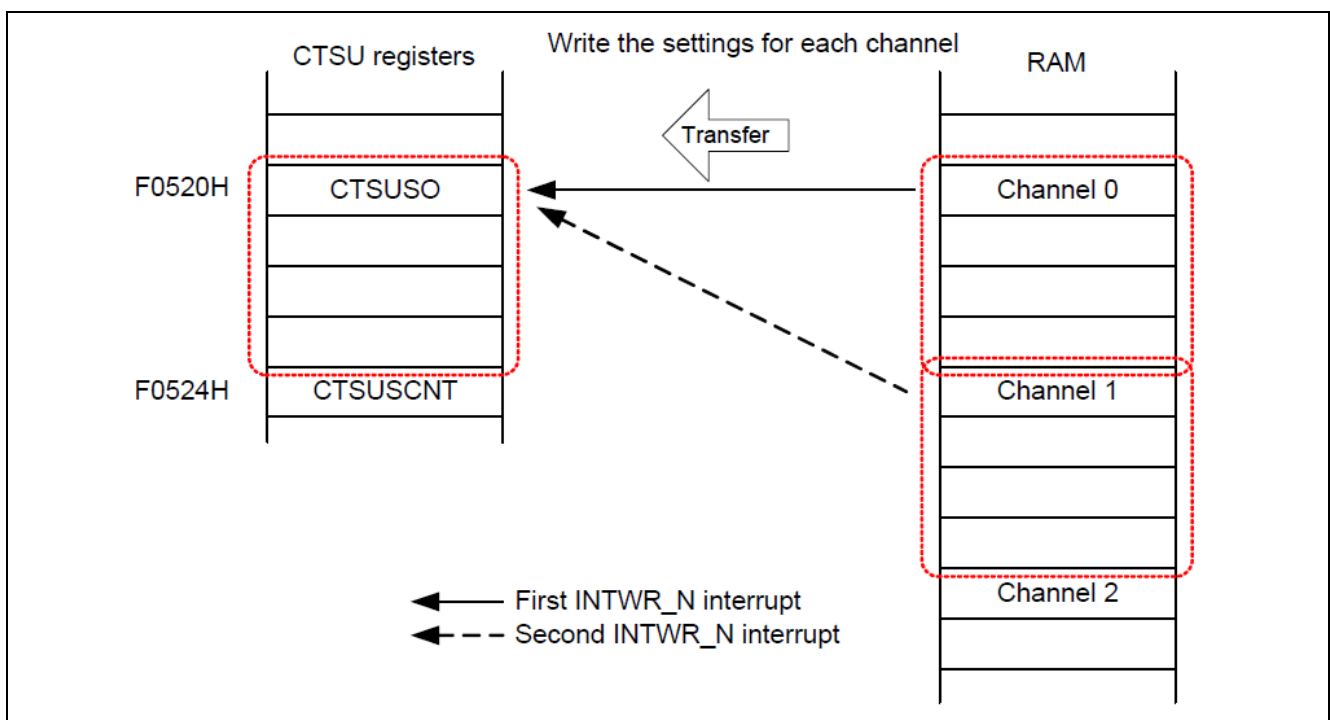 Write the settings for each channel
CTSU registers
RAM
Transfer
F0520H
CTSUSO
Channel 0
F0524H
CTSUSCNT
Channel 1
Channel 2
First INTWR_N interrupt
Second INTWR_N interrupt